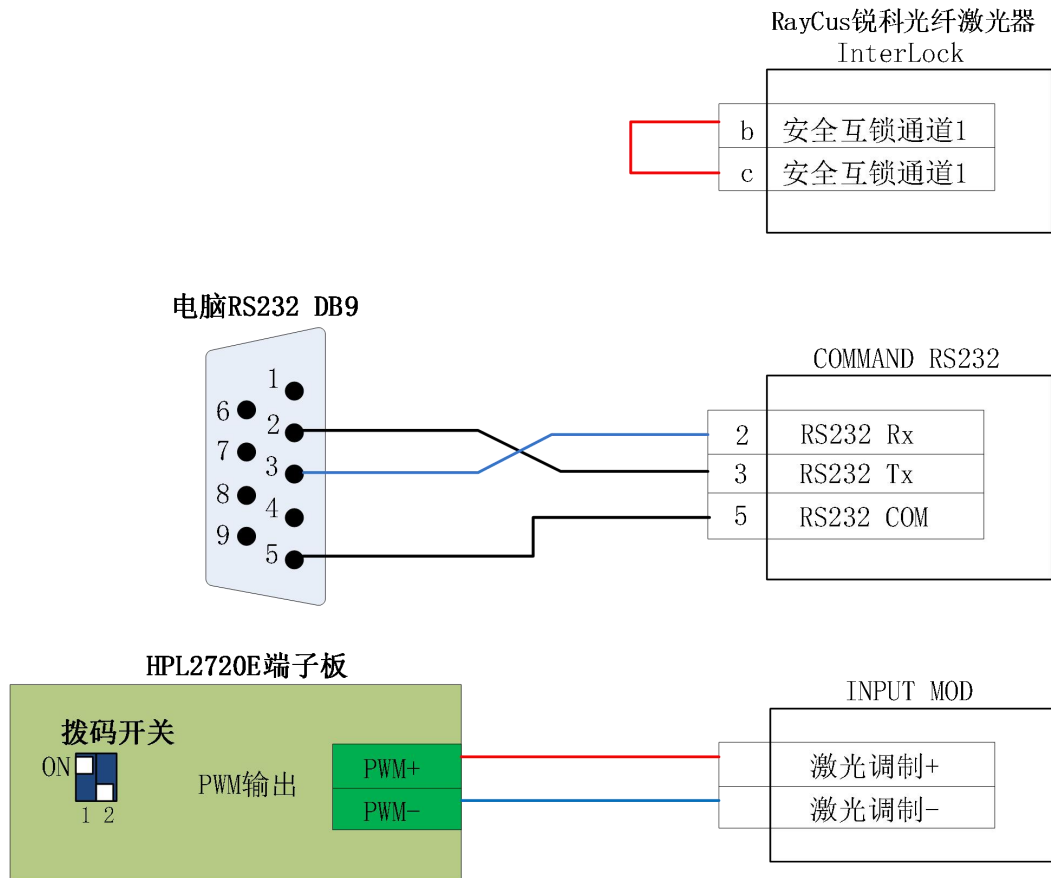 RayCus锐科光纤激光器
InterLock
b 安全互锁通道1
c 安全互锁通道1
电脑RS232 DB9
1
6
2
7
3
8
4
9
5
COMMAND RS232
2 RS232 Rx
3 RS232 Tx
5 RS232 COM
HPL2720E端子板
拨码开关
ON
1 2
PWM输出
PWM+
PWM-
INPUT MOD
激光调制+
激光调制-